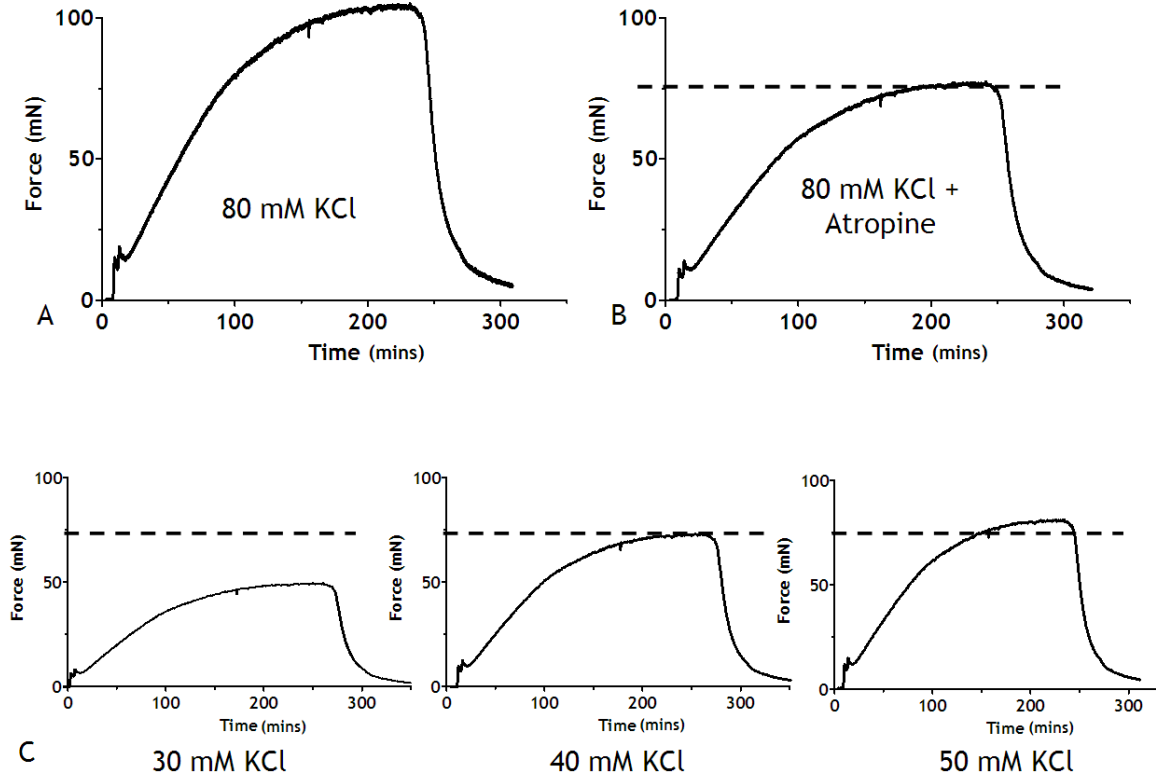 100
50
0
Force (mN)
80 mM KCl
A
0 100 200 300
Time (mins)
100
50
0
Force (mN)
80 mM KCl +
Atropine
B
0 100 200 300
Time (mins)
100
50
0
Force (mN)
0 100 200 300
Time (mins)
30 mM KCl
100
50
0
Force (mN)
0 100 200 300
Time (mins)
40 mM KCl
100
50
0
Force (mN)
0 100 200 300
Time (mins)
50 mM KCl
C